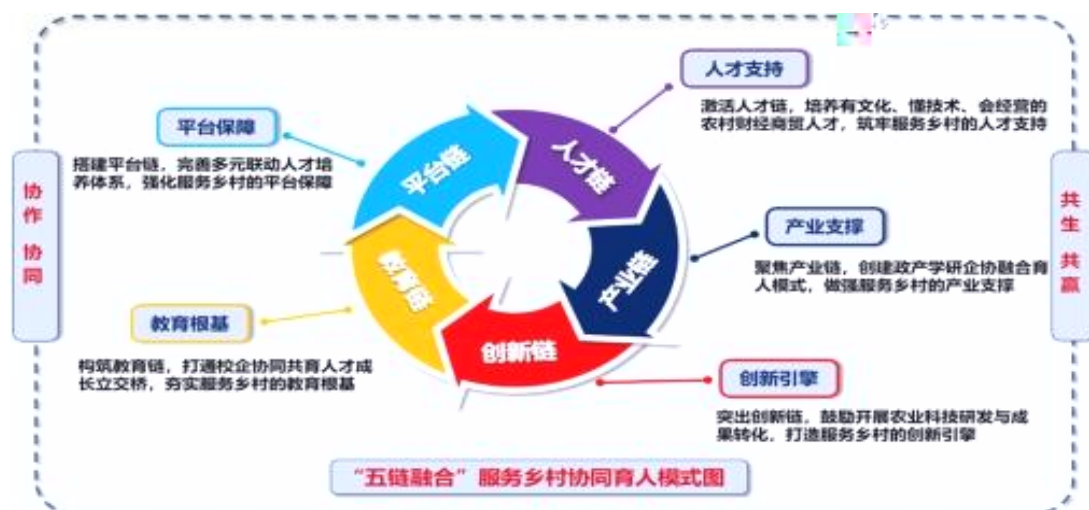 人才支持
激活人才链，培养有文化、懂技术、会经营的
农村财经商贸人才，筑牢服务乡村的人才支持
平台保障
搭建平台链，完善多元联动人才培
养体系，强化服务乡村的平台保障
平台链
人才链
协作 协同
共生 共赢
产业支撑
聚焦产业链，创建政产学研企协融合育
人模式，做强服务乡村的产业支撑
教育链
产业链
教育根基
构筑教育链，打通校企协同共育人才成
长立交桥，夯实服务乡村的教育根基
创新链
创新引擎
突出创新链，鼓励开展农业科技研发与成
果转化，打造服务乡村的创新引擎
“五链融合”服务乡村协同育人模式图